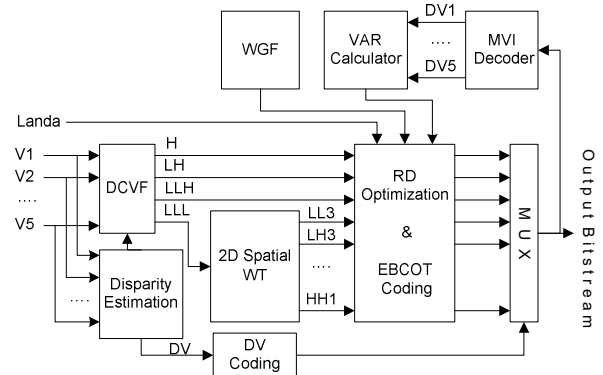 WGF
VAR
Calculator
DV1
....
DV5
MVI
Decoder
Landa
V1
V2
....
V5
DCVF
H
LH
LLH
LLL
Disparity
Estimation
....
2D Spatial
WT
LL3
LH3
....
HH1
RD
Optimization
&
EBCOT
Coding
MUX
Output Bitstream
DV
DV
Coding